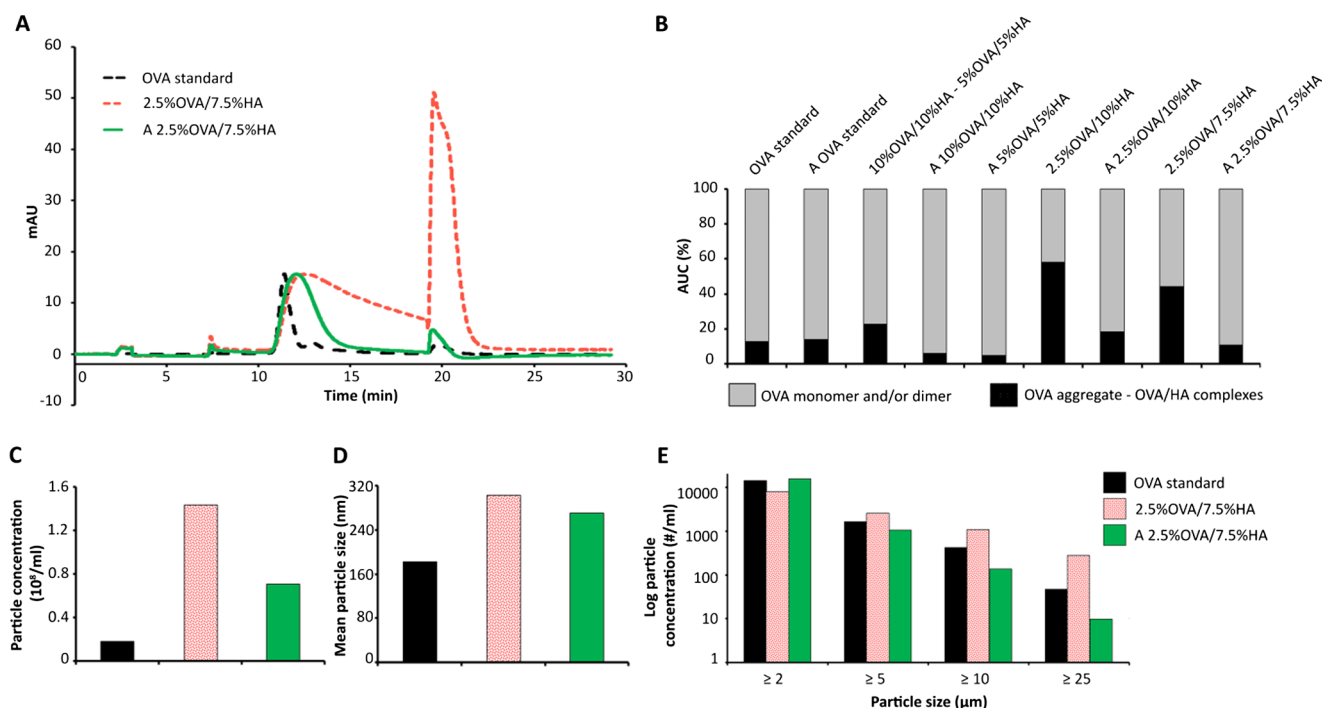 A
60
50
40
30
20
10
0
-10
mAU
OVA standard
2.5%OVA/7.5%HA
A 2.5%OVA/7.5%HA
0 5 10 15 20 25 30
Time (min)
B
OVA standard
A OVA standard
10%OVA/10%HA - 5%OVA/5%HA
A 10%OVA/10%HA
A 5%OVA/5%HA
2.5%OVA/10%HA
A 2.5%OVA/10%HA
2.5%OVA/7.5%HA
A 2.5%OVA/7.5%HA
100
80
60
40
20
0
AUC (%)
OVA monomer and/or dimer
OVA aggregate - OVA/HA complexes
C
1.6
1.2
0.8
0.4
0
Particle concentration
(10⁸/ml)
D
320
240
160
80
0
Mean particle size (nm)
E
10000
1000
100
10
1
Log particle
concentration (#/ml)
≥ 2 ≥ 5 ≥ 10 ≥ 25
Particle size (µm)
OVA standard
2.5%OVA/7.5%HA
A 2.5%OVA/7.5%HA